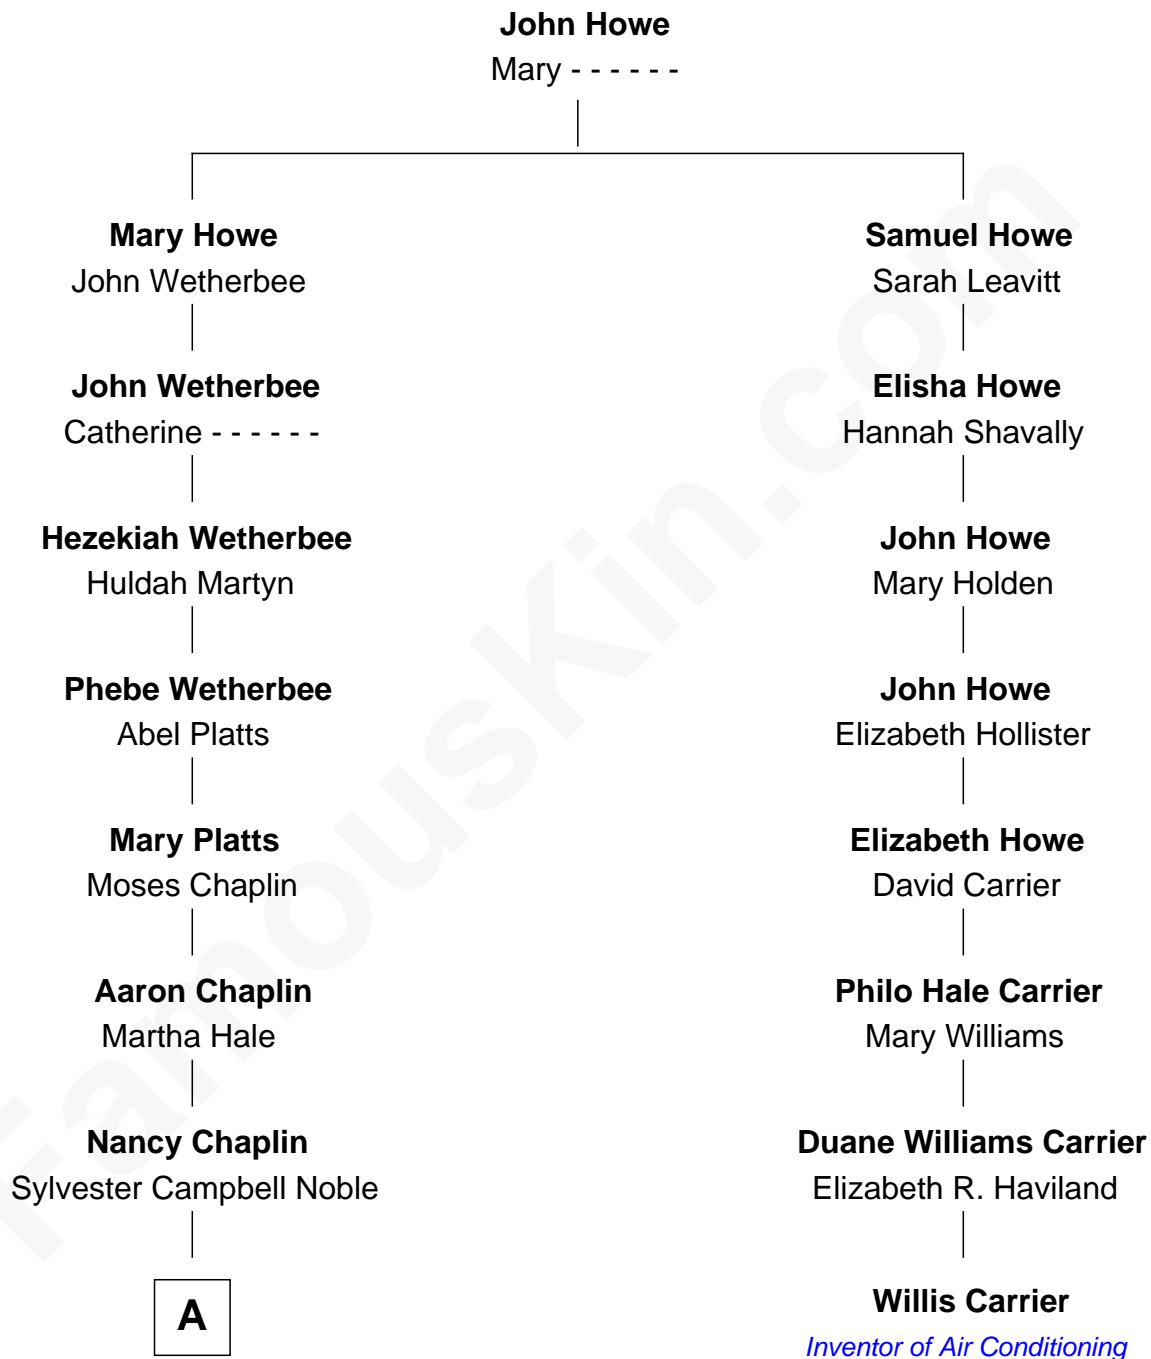 John Howe
Mary - - - - - -
Mary Howe
John Wetherbee
Samuel Howe
Sarah Leavitt
John Wetherbee
Catherine - - - - - -
Elisha Howe
Hannah Shavally
Hezekiah Wetherbee
Huldah Martyn
John Howe
Mary Holden
Phebe Wetherbee
Abel Platts
John Howe
Elizabeth Hollister
Mary Platts
Moses Chaplin
Elizabeth Howe
David Carrier
Aaron Chaplin
Martha Hale
Philo Hale Carrier
Mary Williams
Nancy Chaplin
Sylvester Campbell Noble
Duane Williams Carrier
Elizabeth R. Haviland
A
Willis Carrier
Inventor of Air Conditioning
FamousKin.com